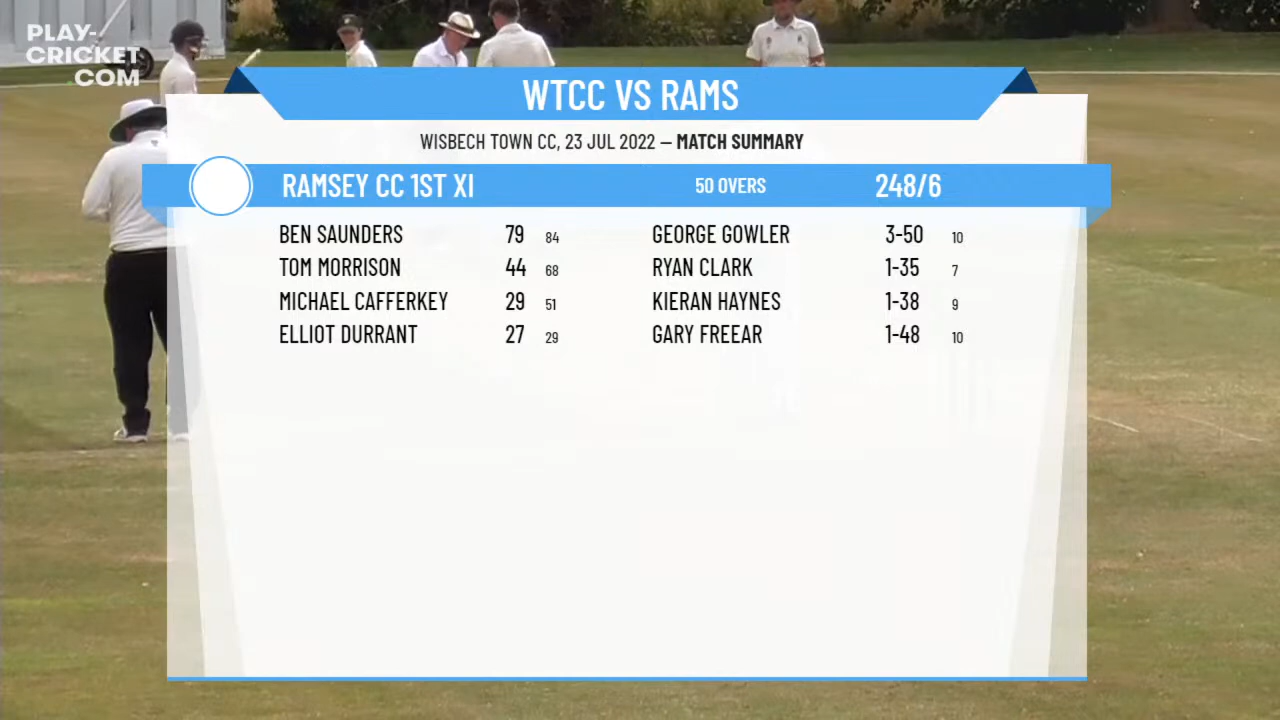 PLAY-
CRICKET
COM
WTCC VS RAMS
WISBECH TOWN CC, 23 JUL 2022 – MATCH SUMMARY
RAMSEY CC 1ST XI 50 OVERS 248/6
BEN SAUNDERS 79 84 GEORGE GOWLER 3-50 10
TOM MORRISON 44 68 RYAN CLARK 1-35 7
MICHAEL CAFFERKEY 29 51 KIERAN HAYNES 1-38 9
ELLIOT DURRANT 27 29 GARY FREEAR 1-48 10